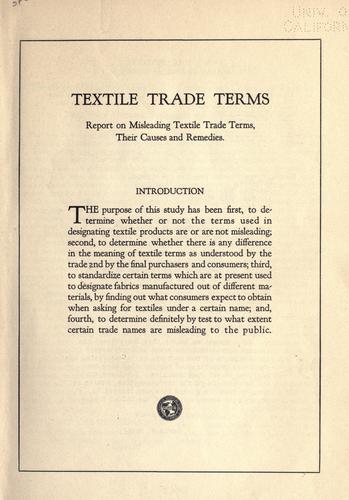 UNIV. O
CALIFORN
TEXTILE TRADE TERMS
Report on Misleading Textile Trade Terms,
Their Causes and Remedies.
INTRODUCTION
THE purpose of this study has been first, to de-
termine whether or not the terms used in
designating textile products are or are not misleading;
second, to determine whether there is any difference
in the meaning of textile terms as understood by the
trade and by the final purchasers and consumers; third,
to standardize certain terms which are at present used
to designate fabrics manufactured out of different ma-
terials, by finding out what consumers expect to obtain
when asking for textiles under a certain name; and,
fourth, to determine definitely by test to what extent
certain trade names are misleading to the public.